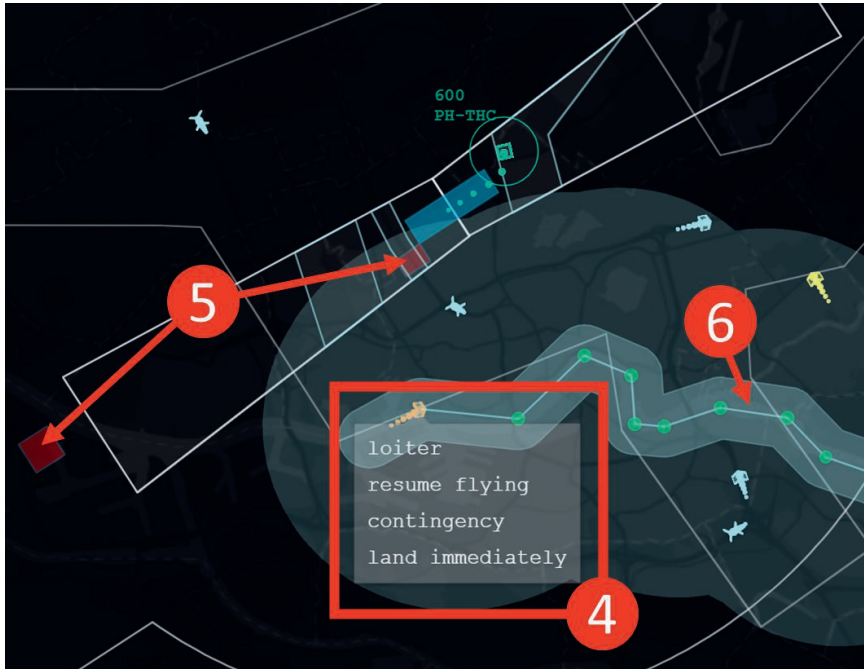 600
PH-THC
5
6
loiter
resume flying
contingency
land immediately
4